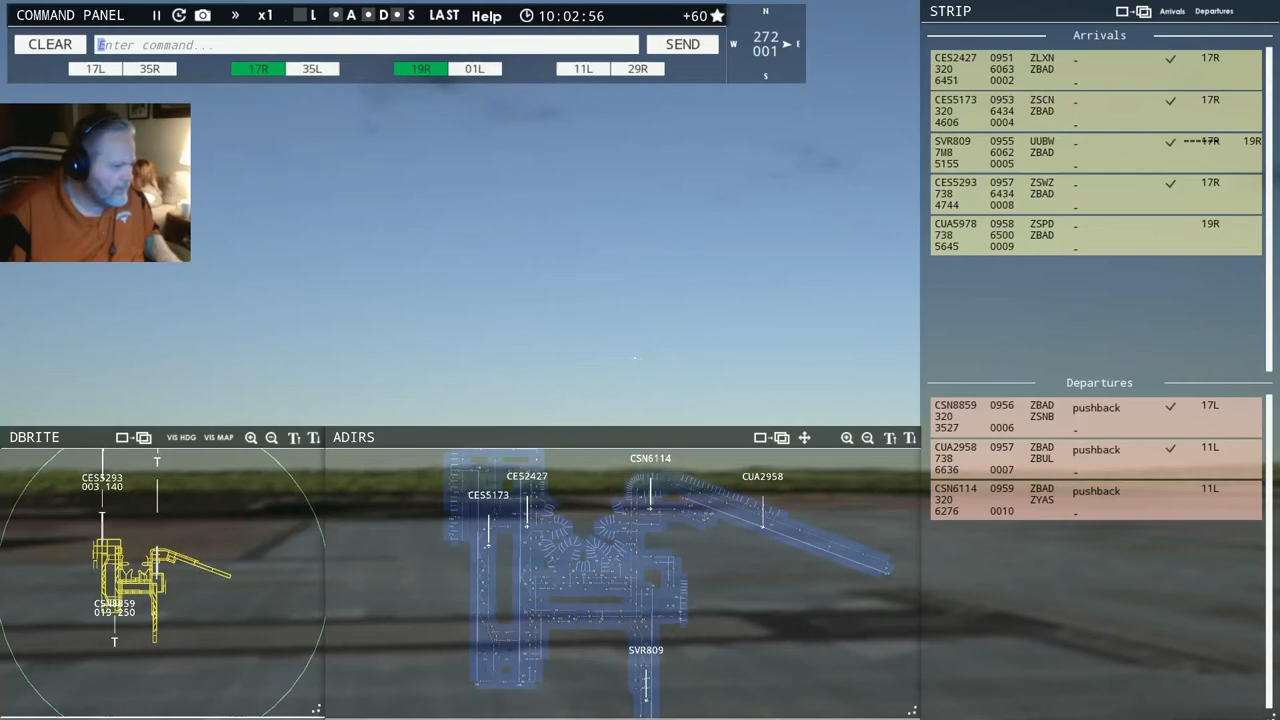 COMMAND PANEL » x1 L A D S LAST Help 10:02:56 +60
CLEAR Enter command... SEND
17L 35R 17R 35L 19R 01L 11L 29R
N
W 272 E
001
S
STRIP Arrivals Departures
Arrivals
CES2427 0951 ZLXN - ✓ 17R
320 6063 ZBAD
6451 0002 -
CES5173 0953 ZSCN - ✓ 17R
320 6434 ZBAD
4606 0004 -
SVR809 0955 UUBW - ✓ -----17R 19R
7M8 6062 ZBAD
5155 0005 -
CES5293 0957 ZSWZ - ✓ 17R
738 6434 ZBAD
4744 0008 -
CUA5978 0958 ZSPD - 19R
738 6500 ZBAD
5645 0009 -
Departures
CSN8859 0956 ZBAD pushback ✓ 17L
320 ZSNB
3527 0006 -
CUA2958 0957 ZBAD pushback ✓ 11L
738 ZBUL
6636 0007 -
CSN6114 0959 ZBAD pushback 11L
320 ZYAS
6276 0010 -
DBRITE VIS HDG VIS MAP
T
CES5293
003 140
T
T
CSN8859
013 250
T
ADIRS
CSN6114
CES2427
CUA2958
CES5173
SVR809